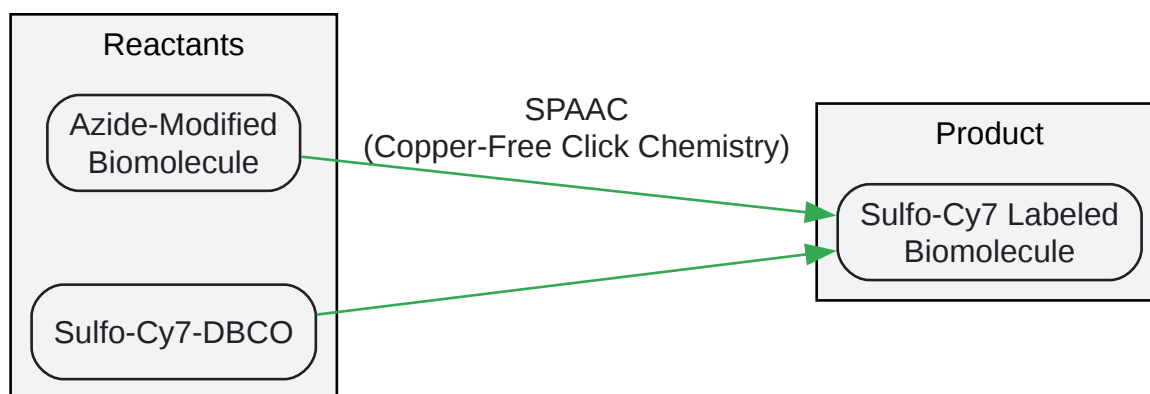 Reactants
Azide-Modified
Biomolecule
Sulfo-Cy7-DBCO
SPAAC
(Copper-Free Click Chemistry)
Product
Sulfo-Cy7 Labeled
Biomolecule